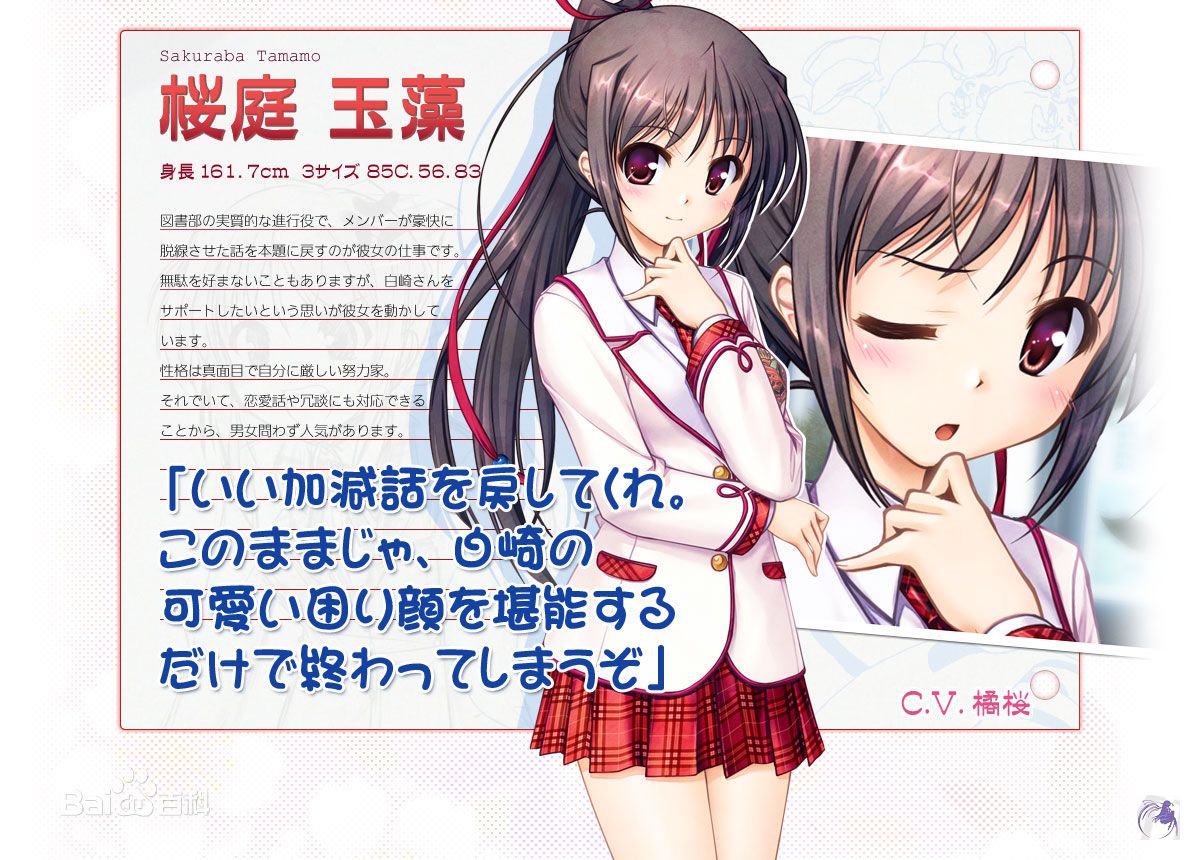 Sakuraba Tamamo
桜庭 玉藻
身長 161.7cm 3サイズ 85C.56.83
図書部の実質的な進行役で、メンバーが豪快に
脱線させた話を本題に戻すのが彼女の仕事です。
無駄を好まないこともありますが、白崎さんを
サポートしたいという思いが彼女を動かして
います。
性格は真面目で自分に厳しい努力家。
それでいて、恋愛話や冗談にも対応できる
ことから、男女問わず人気があります。
「いい加減話を戻してくれ。
このままじゃ、白崎の
可愛い困り顔を堪能する
だけで終わってしまうぞ」
C.V. 橘桜
Baidu百科